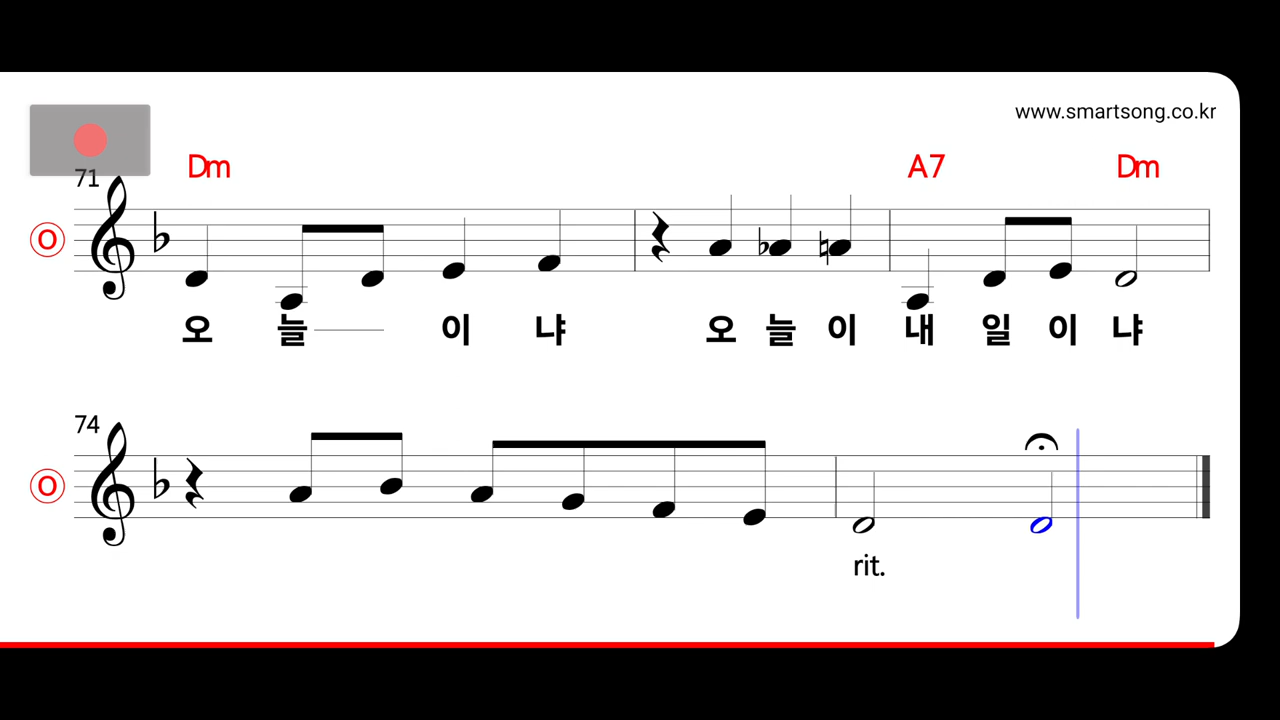 www.smartsong.co.kr
Dm A7 Dm
71
O
오 늘 이 냐 오 늘 이 내 일 이 냐
74
O
rit.